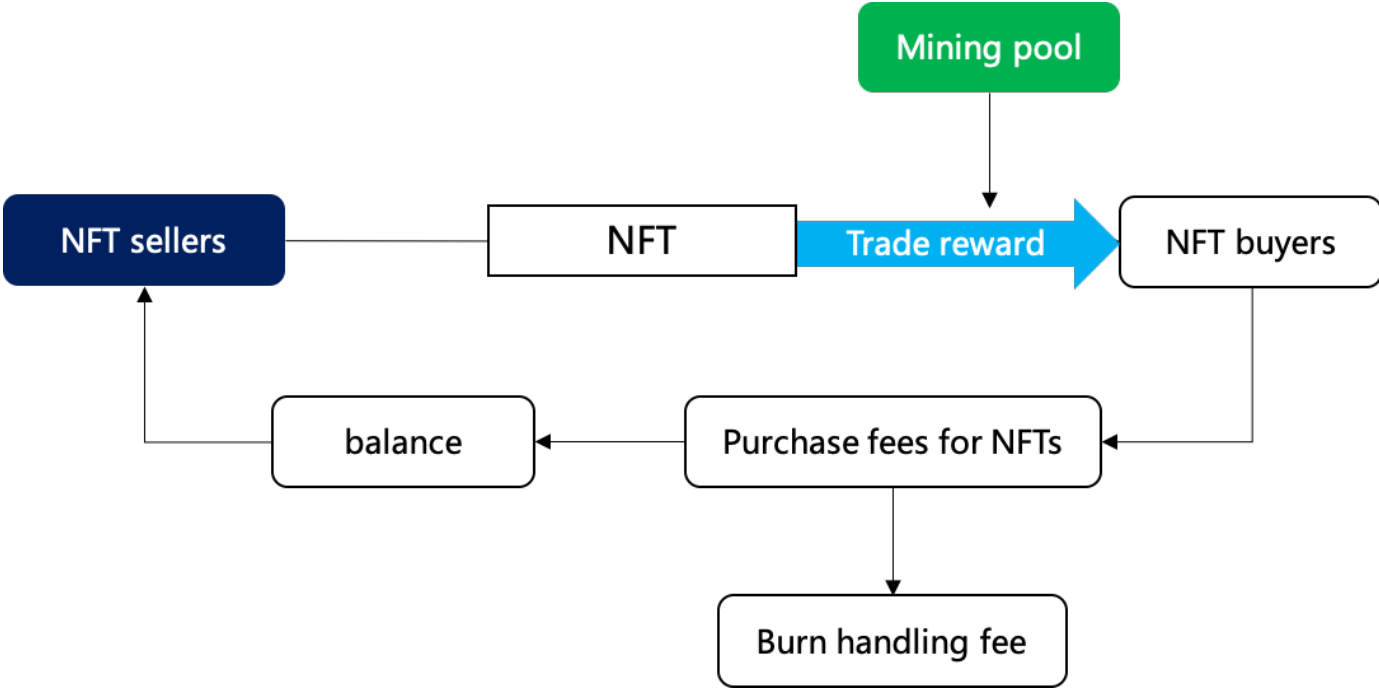 Mining pool
NFT sellers
NFT
Trade reward
NFT buyers
balance
Purchase fees for NFTs
Burn handling fee